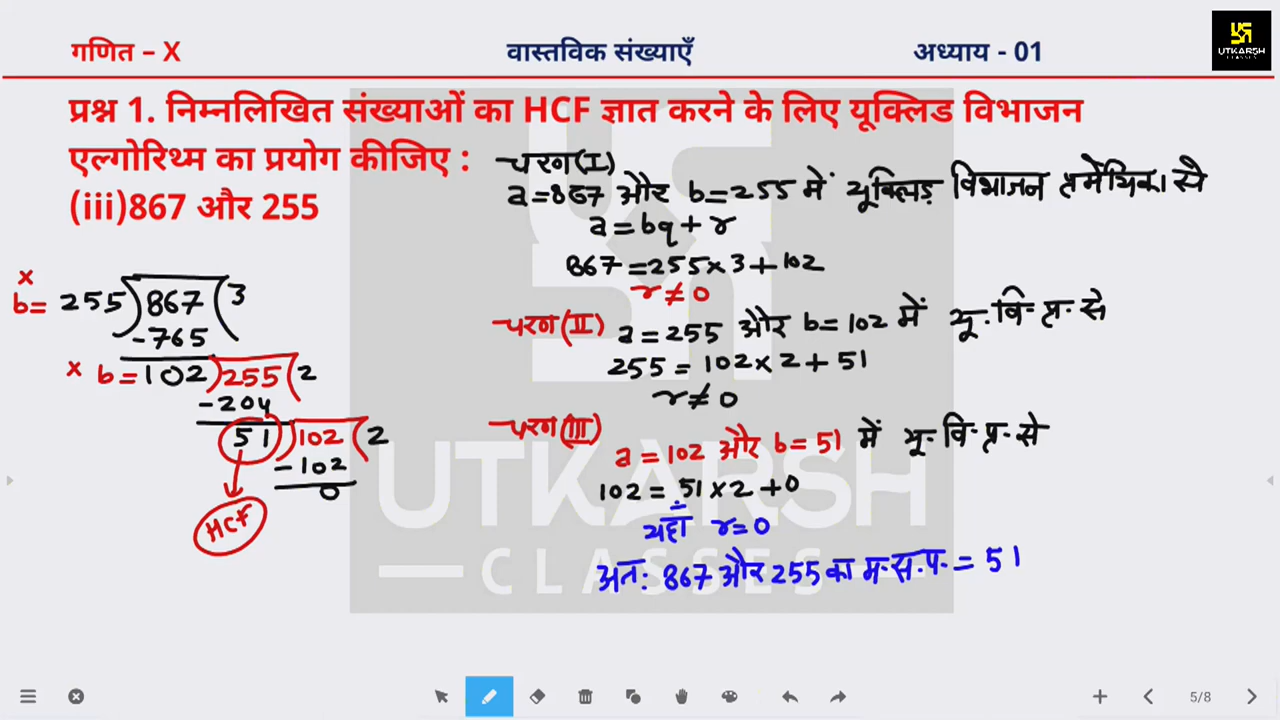 गणित – X वास्तविक संख्याएँ अध्याय - 01
UTKARSH
CLASSES
प्रश्न 1. निम्नलिखित संख्याओं का HCF ज्ञात करने के लिए यूक्लिड विभाजन
एल्गोरिथ्म का प्रयोग कीजिए :
(iii)867 और 255
चरण(I)
a=867 और b=255 में यूक्लिड विभाजन प्रमेयिका से
a = bq + r
867 = 255×3+102
r ≠ 0
चरण(II) a = 255 और b = 102 में यू. वि. प्र. से
255 = 102×2+51
r ≠ 0
चरण(III)
a = 102 और b = 51 में यू. वि. प्र. से
102 = 51×2+0
यहाँ r = 0
अतः 867 और 255 का म.स.प. = 51
x
b = 255)867(3
-765
x b = 102)255(2
-204
51)102(2
-102
0
HCF
UTKARSH
CLASSES
5/8